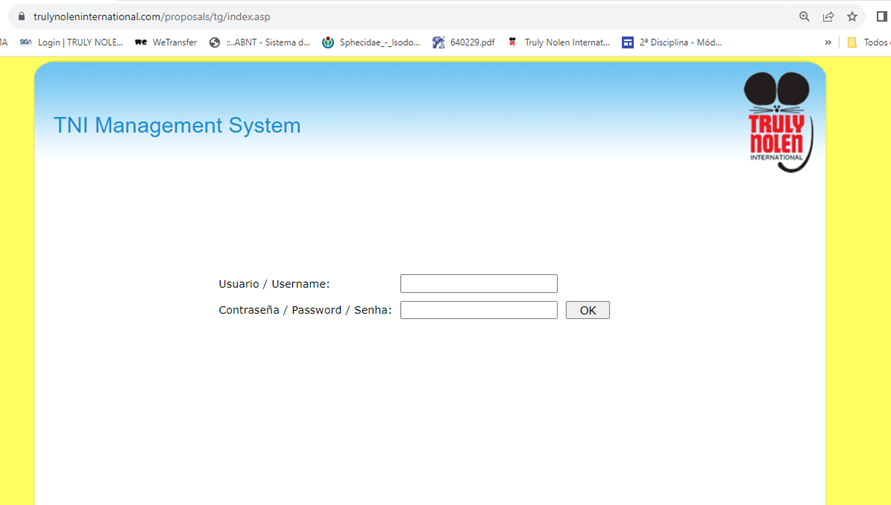 trulynoleninternational.com/proposals/tg/index.asp
MA Login | TRULY NOLE... WeTransfer ::..ABNT - Sistema d... Sphecidae_-_Isodo... 640229.pdf Truly Nolen Internat... 2ª Disciplina - Mód... » Todos
TNI Management System
TRULY
NOLEN
INTERNATIONAL
Usuario / Username:
Contraseña / Password / Senha: OK